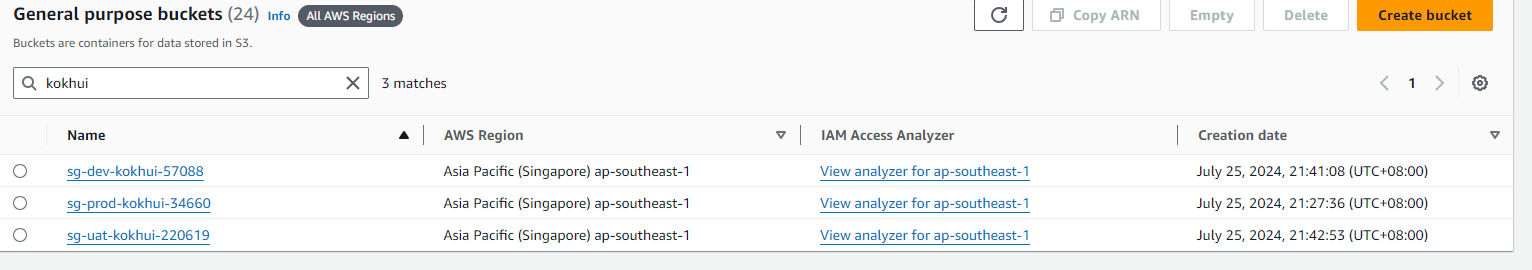 General purpose buckets (24) Info All AWS Regions
Copy ARN Empty Delete Create bucket
Buckets are containers for data stored in S3.
kokhui 3 matches 1
Name AWS Region IAM Access Analyzer Creation date
sg-dev-kokhui-57088 Asia Pacific (Singapore) ap-southeast-1 View analyzer for ap-southeast-1 July 25, 2024, 21:41:08 (UTC+08:00)
sg-prod-kokhui-34660 Asia Pacific (Singapore) ap-southeast-1 View analyzer for ap-southeast-1 July 25, 2024, 21:27:36 (UTC+08:00)
sg-uat-kokhui-220619 Asia Pacific (Singapore) ap-southeast-1 View analyzer for ap-southeast-1 July 25, 2024, 21:42:53 (UTC+08:00)